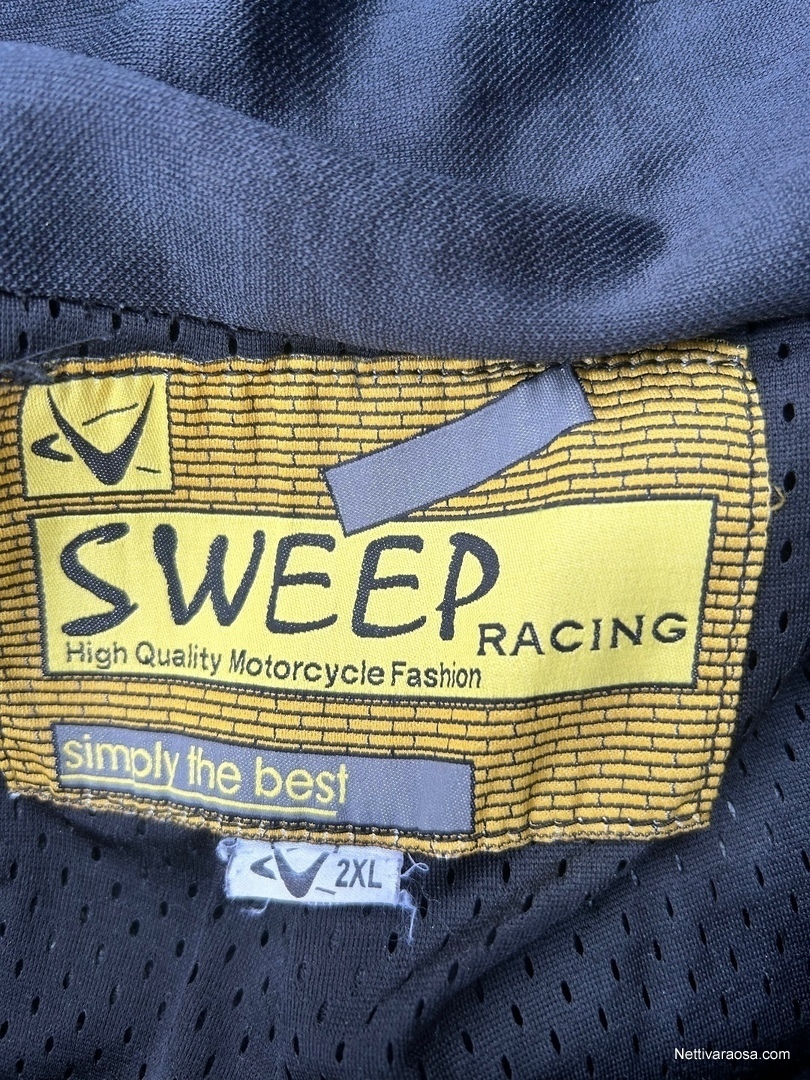 SWEEP RACING
High Quality Motorcycle Fashion
simply the best
2XL
Nettivaraosa.com